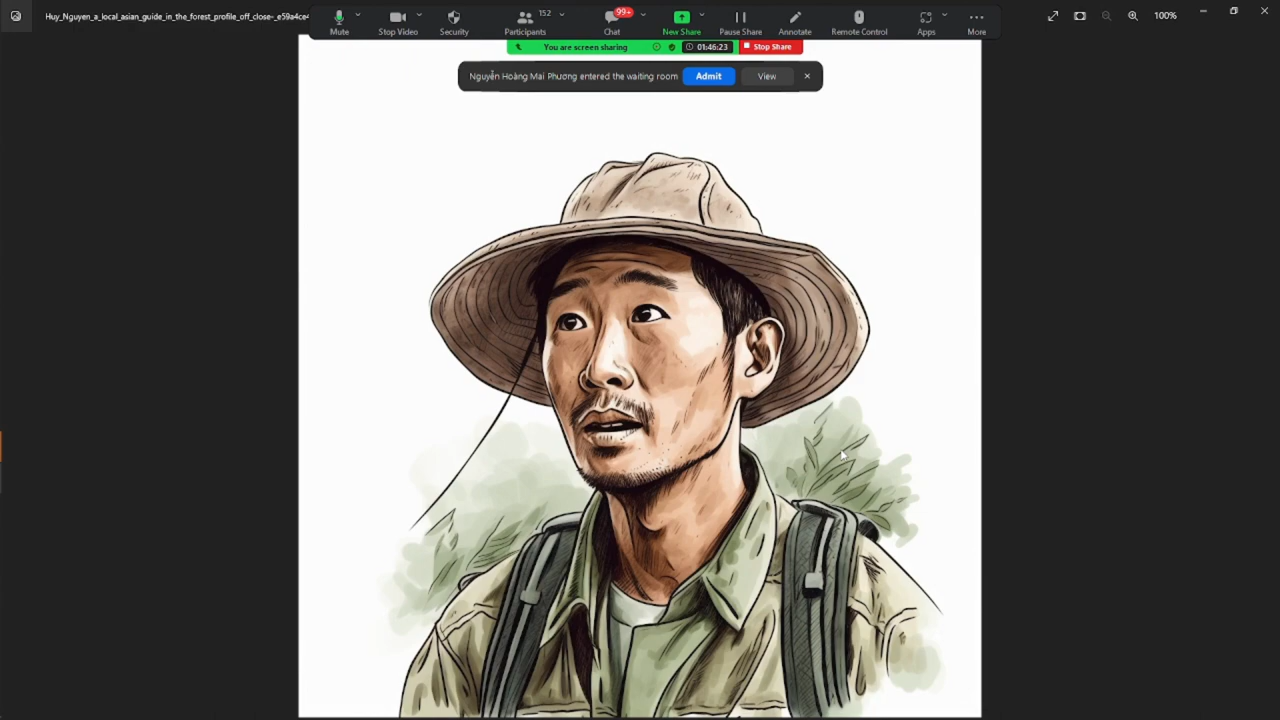 Huy_Nguyen_a_local_asian_guide_in_the_forest_profile_off_close-_e59a4ce4
152
99+
100%
Mute
Stop Video
Security
Participants
Chat
New Share
Pause Share
Annotate
Remote Control
Apps
More
You are screen sharing
01:46:23
Stop Share
Nguyễn Hoàng Mai Phương entered the waiting room
Admit
View